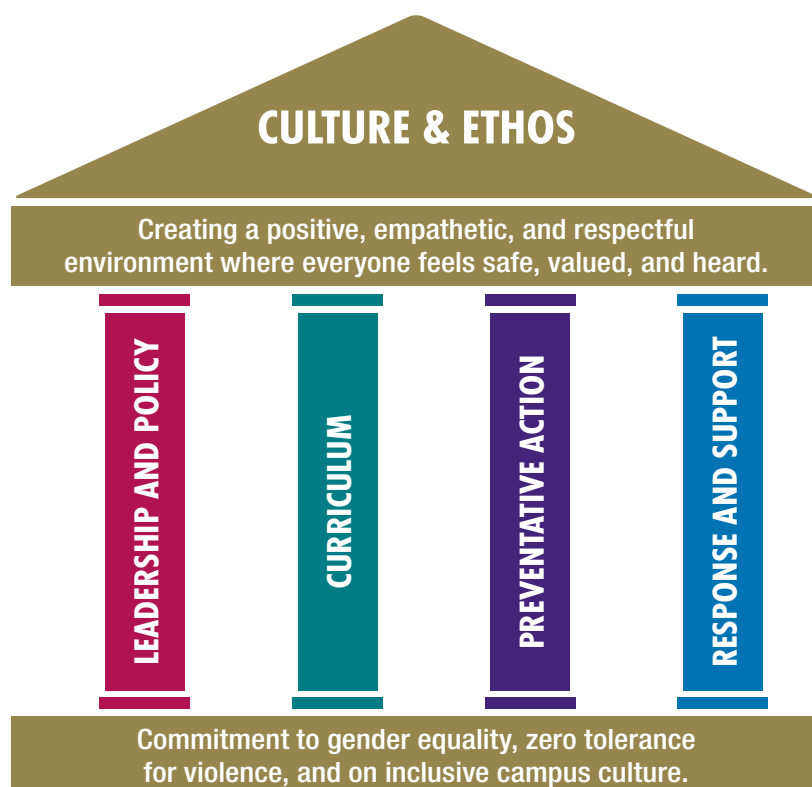 CULTURE & ETHOS
Creating a positive, empathetic, and respectful
environment where everyone feels safe, valued, and heard.
LEADERSHIP AND POLICY
CURRICULUM
PREVENTATIVE ACTION
RESPONSE AND SUPPORT
Commitment to gender equality, zero tolerance
for violence, and on inclusive campus culture.